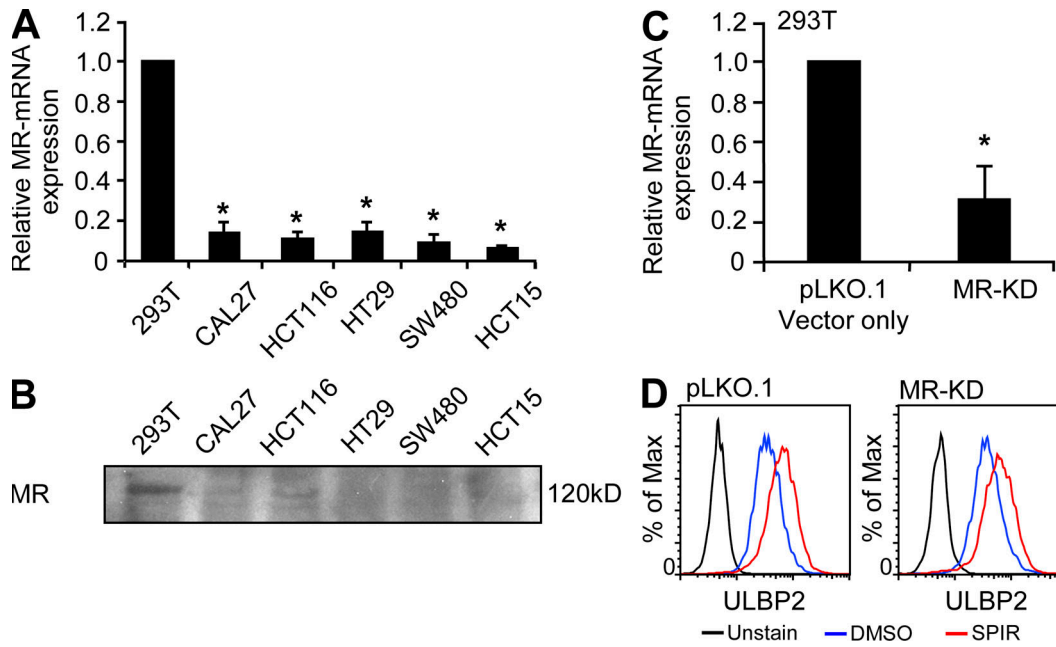 A
Relative MR-mRNA
expression
1.2
1.0
0.8
0.6
0.4
0.2
0
*
*
*
*
*
293T
CAL27
HCT116
HT29
SW480
HCT15
B
293T
CAL27
HCT116
HT29
SW480
HCT15
MR
120kD
C
293T
Relative MR-mRNA
expression
1.2
1.0
0.8
0.6
0.4
0.2
0
*
pLKO.1
Vector only
MR-KD
D
pLKO.1
% of Max
0
ULBP2
MR-KD
% of Max
0
ULBP2
Unstain
DMSO
SPIR